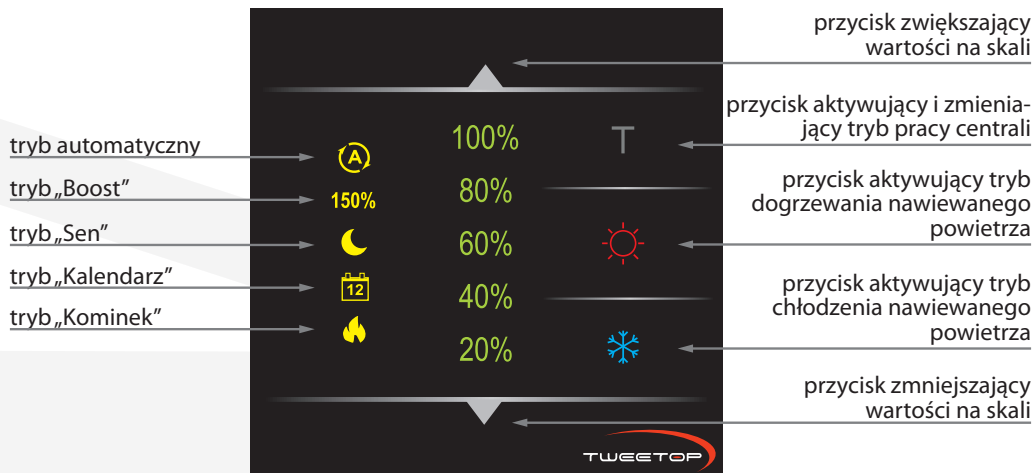 tryb automatyczny
tryb „Boost”
tryb „Sen”
tryb „Kalendarz”
tryb „Kominek”
A
150%
12
100%
80%
60%
40%
20%
T
TWEETOP
przycisk zwiększający
wartości na skali
przycisk aktywujący i zmienia-
jący tryb pracy centrali
przycisk aktywujący tryb
dogrzewania nawiewanego
powietrza
przycisk aktywujący tryb
chłodzenia nawiewanego
powietrza
przycisk zmniejszający
wartości na skali